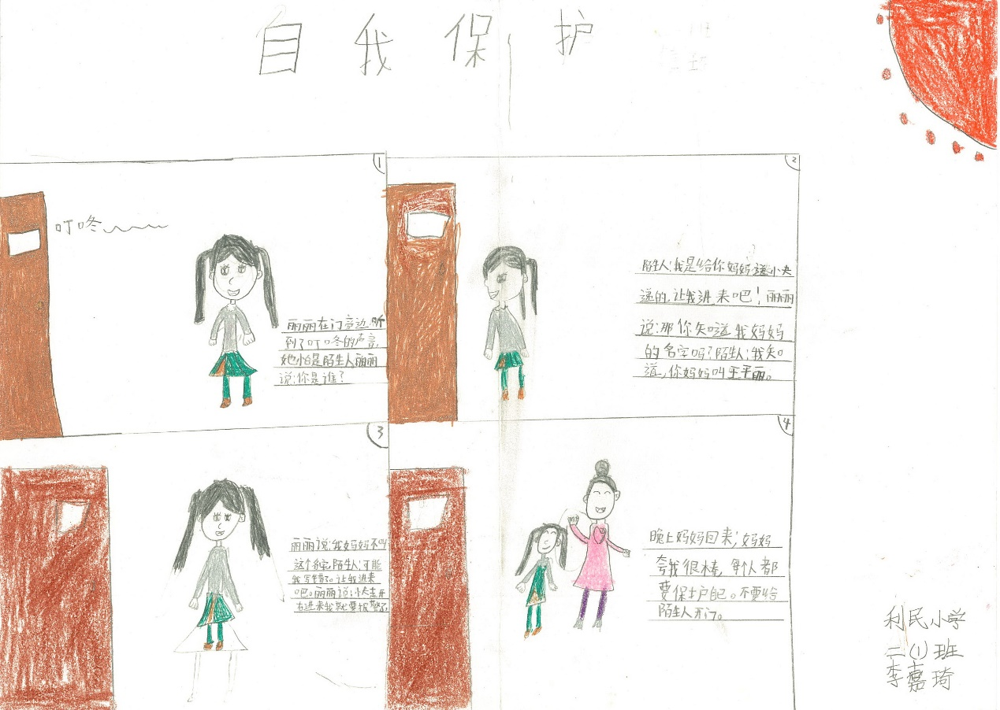 自我保护
1
叮咚
丽丽在门旁边听
到了叮咚的声音,
她怕是陌生人,丽丽
说:你是谁?
2
陌生人:我是给你妈妈送小夬
递的,让我进来吧!丽丽
说:那你知道我妈妈
的名字吗?陌生人:我知
道,你妈妈叫王平丽。
3
丽丽说:我妈妈不叫
这个名字,陌生人:可能
我写错了。让我进来
吧。丽丽说:走开
在进来我就要报警了,
4
晚上妈妈回来,妈妈
夸我很棒,每个人都
要保护自己。不要给
陌生人开门。
利民小学
二(1)班
李嘉琦